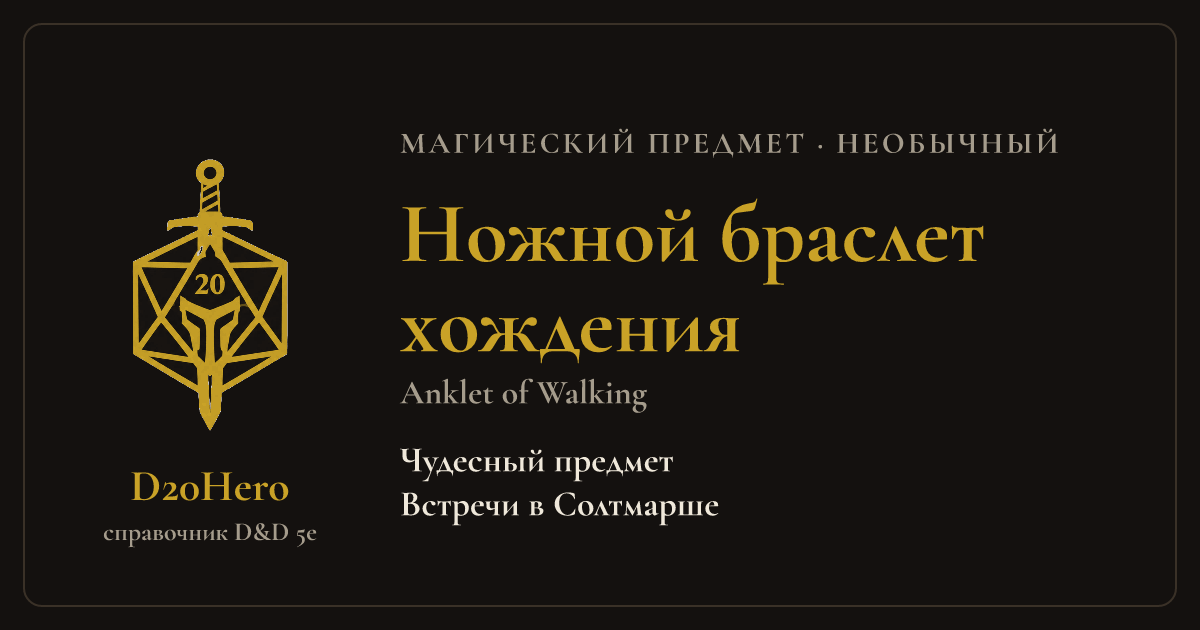 МАГИЧЕСКИЙ ПРЕДМЕТ · НЕОБЫЧНЫЙ
Ножной браслет
хождения
Anklet of Walking
Чудесный предмет
Встречи в Солтмарше
20
D20Hero
справочник D&D 5e